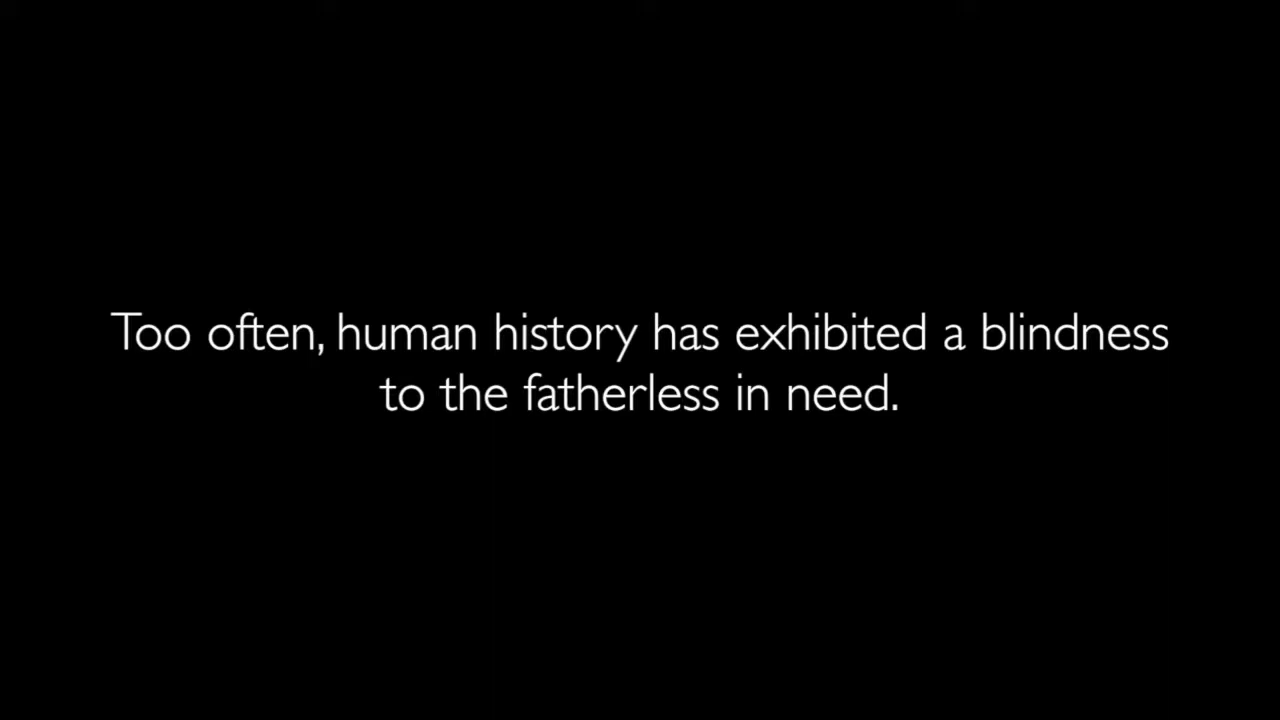 Too often, human history has exhibited a blindness
to the fatherless in need.